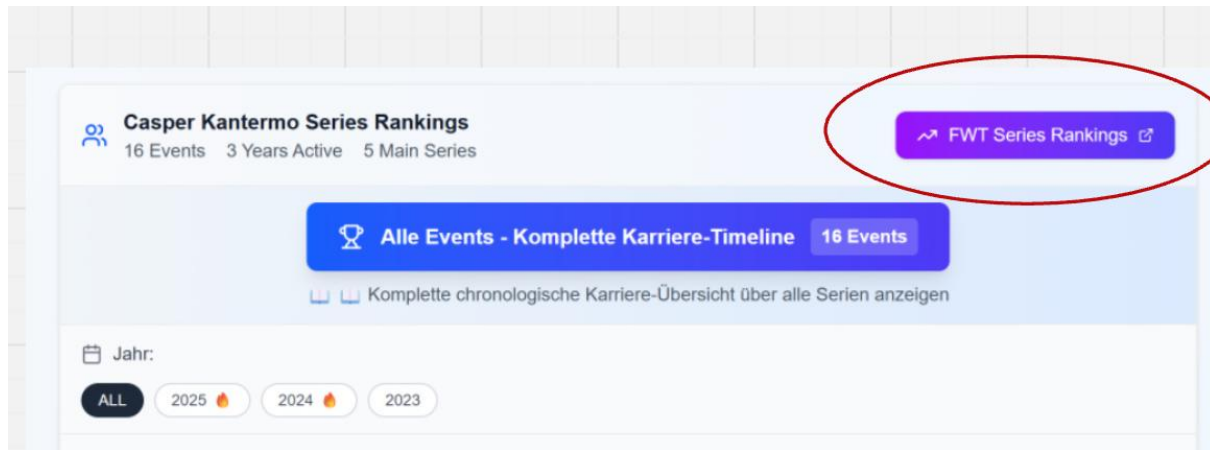 Casper Kantermo Series Rankings
16 Events 3 Years Active 5 Main Series
FWT Series Rankings
Alle Events - Komplette Karriere-Timeline 16 Events
Komplette chronologische Karriere-Übersicht über alle Serien anzeigen
Jahr:
ALL 2025 2024 2023